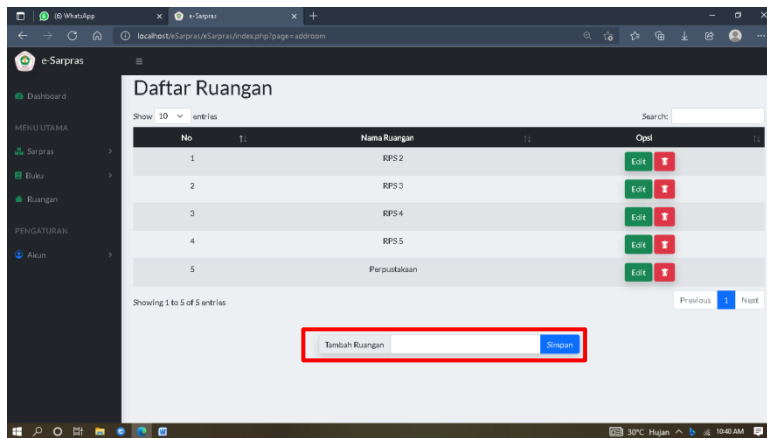 (6) WhatsApp
e-Sarpras
localhost/eSarpras/eSarpras/index.php?page=addroom
e-Sarpras
Dashboard
MENU UTAMA
Sarpras
Buku
Ruangan
PENGATURAN
Akun
Daftar Ruangan
Show 10 entries
Search:
No Nama Ruangan Opsi
1 RPS 2 Edit
2 RPS 3 Edit
3 RPS 4 Edit
4 RPS 5 Edit
5 Perpustakaan Edit
Showing 1 to 5 of 5 entries
Previous 1 Next
Tambah Ruangan Simpan
30°C Hujan 10:40 AM